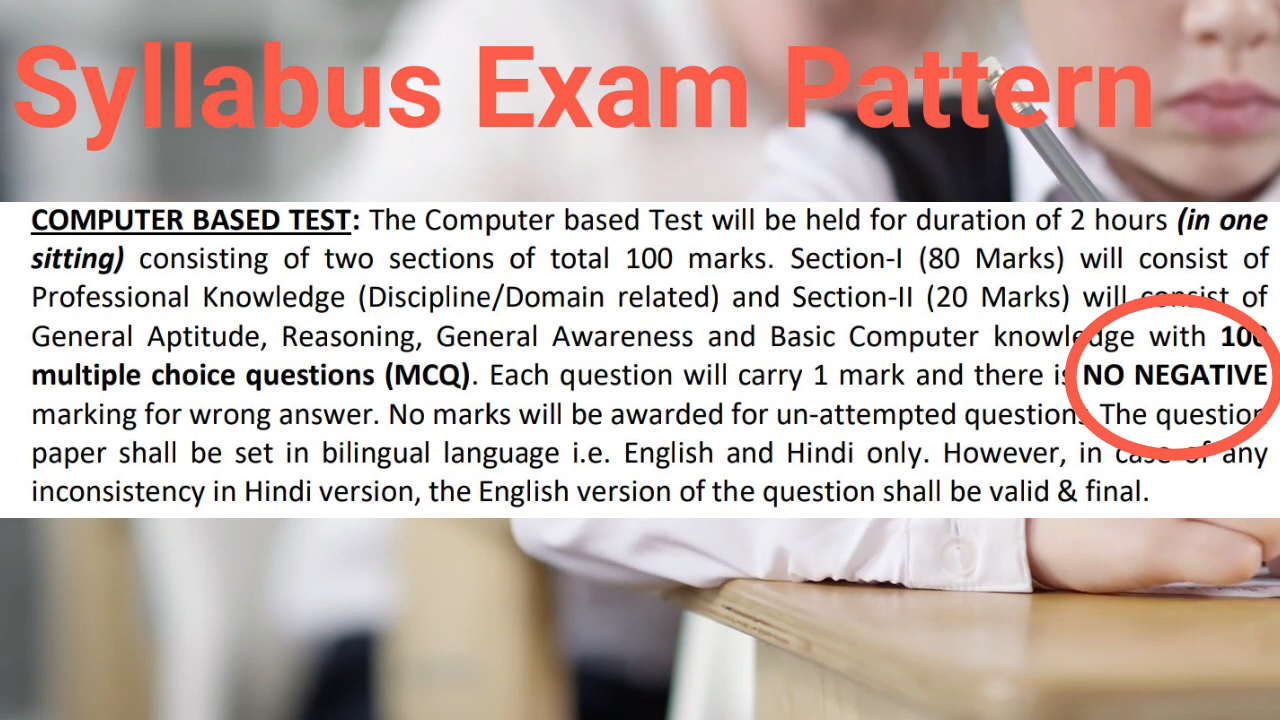 Syllabus Exam Pattern
COMPUTER BASED TEST: The Computer based Test will be held for duration of 2 hours (in one
sitting) consisting of two sections of total 100 marks. Section-I (80 Marks) will consist of
Professional Knowledge (Discipline/Domain related) and Section-II (20 Marks) will consist of
General Aptitude, Reasoning, General Awareness and Basic Computer knowledge with 100
multiple choice questions (MCQ). Each question will carry 1 mark and there is NO NEGATIVE
marking for wrong answer. No marks will be awarded for un-attempted questions. The question
paper shall be set in bilingual language i.e. English and Hindi only. However, in case of any
inconsistency in Hindi version, the English version of the question shall be valid & final.